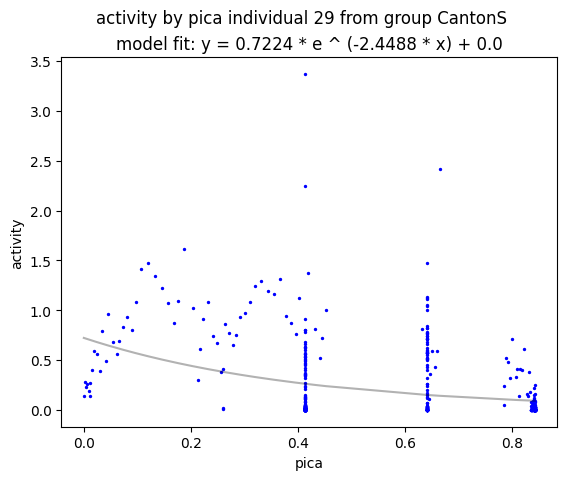 activity by pica individual 29 from group CantonS
model fit: y = 0.7224 * e ^ (-2.4488 * x) + 0.0
3.5
3.0
2.5
2.0
1.5
1.0
0.5
0.0
activity
0.0 0.2 0.4 0.6 0.8
pica